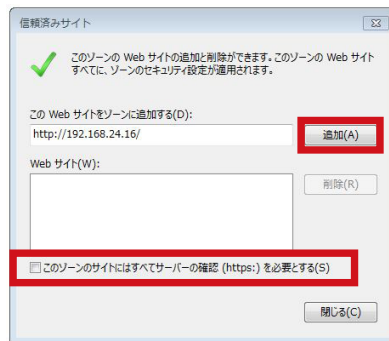 信頼済みサイト
このゾーンの Web サイトの追加と削除ができます。このゾーンの Web サイト
すべてに、ゾーンのセキュリティ設定が適用されます。
この Web サイトをゾーンに追加する(D):
http://192.168.24.16/
追加(A)
Web サイト(W):
削除(R)
このゾーンのサイトにはすべてサーバーの確認 (https:) を必要とする(S)
閉じる(C)